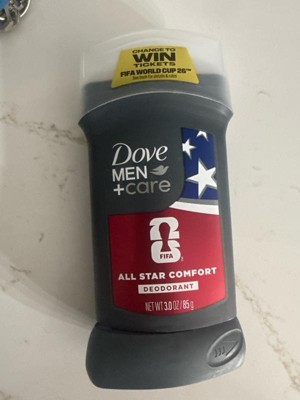 CHANCE TO
WIN
TICKETS
FIFA WORLD CUP 26™
Dove
MEN
+care
FIFA
ALL STAR COMFORT
DEODORANT
NET WT 3.0 OZ / 85 g